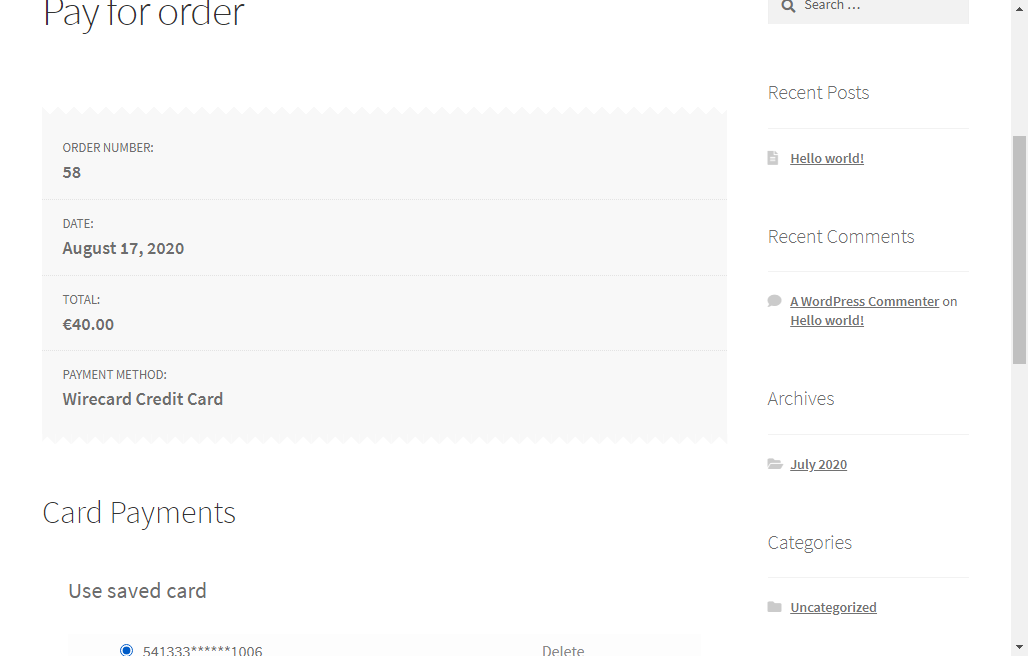 Pay for order
ORDER NUMBER:
58
DATE:
August 17, 2020
TOTAL:
€40.00
PAYMENT METHOD:
Wirecard Credit Card
Card Payments
Use saved card
541333******1006
Delete
Search …
Recent Posts
Hello world!
Recent Comments
A WordPress Commenter on
Hello world!
Archives
July 2020
Categories
Uncategorized